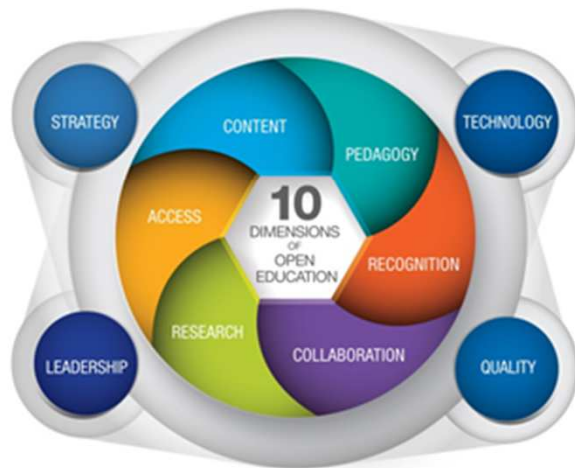 STRATEGY
TECHNOLOGY
CONTENT
PEDAGOGY
ACCESS
10
DIMENSIONS
OF
OPEN
EDUCATION
RECOGNITION
RESEARCH
COLLABORATION
LEADERSHIP
QUALITY